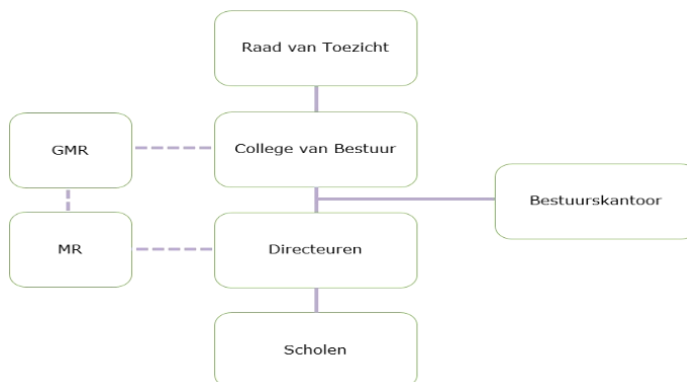 Raad van Toezicht
GMR
College van Bestuur
Bestuurskantoor
MR
Directeuren
Scholen